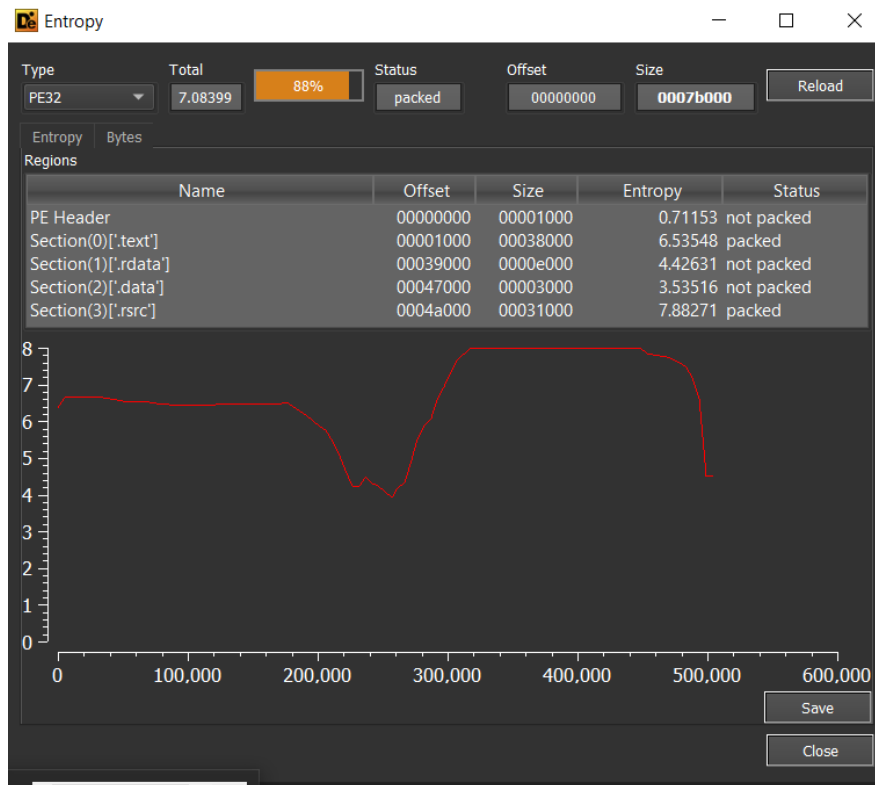 De Entropy
Type Total Status Offset Size
PE32 7.08399 88% packed 00000000 0007b000 Reload
Entropy Bytes
Regions
Name Offset Size Entropy Status
PE Header 00000000 00001000 0.71153 not packed
Section(0)['.text'] 00001000 00038000 6.53548 packed
Section(1)['.rdata'] 00039000 0000e000 4.42631 not packed
Section(2)['.data'] 00047000 00003000 3.53516 not packed
Section(3)['.rsrc'] 0004a000 00031000 7.88271 packed
8
7
6
5
4
3
2
1
0
0 100,000 200,000 300,000 400,000 500,000 600,000
Save
Close